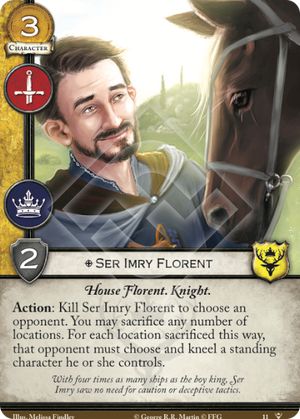 3
Character
2
Ser Imry Florent
House Florent. Knight.
Action: Kill Ser Imry Florent to choose an
opponent. You may sacrifice any number of
locations. For each location sacrificed this way,
that opponent must choose and kneel a standing
character he or she controls.
With four times as many ships as the boy king, Ser
Imry saw no need for caution or deceptive tactics.
Illus. Melissa Findley
© George R.R. Martin © FFG
11